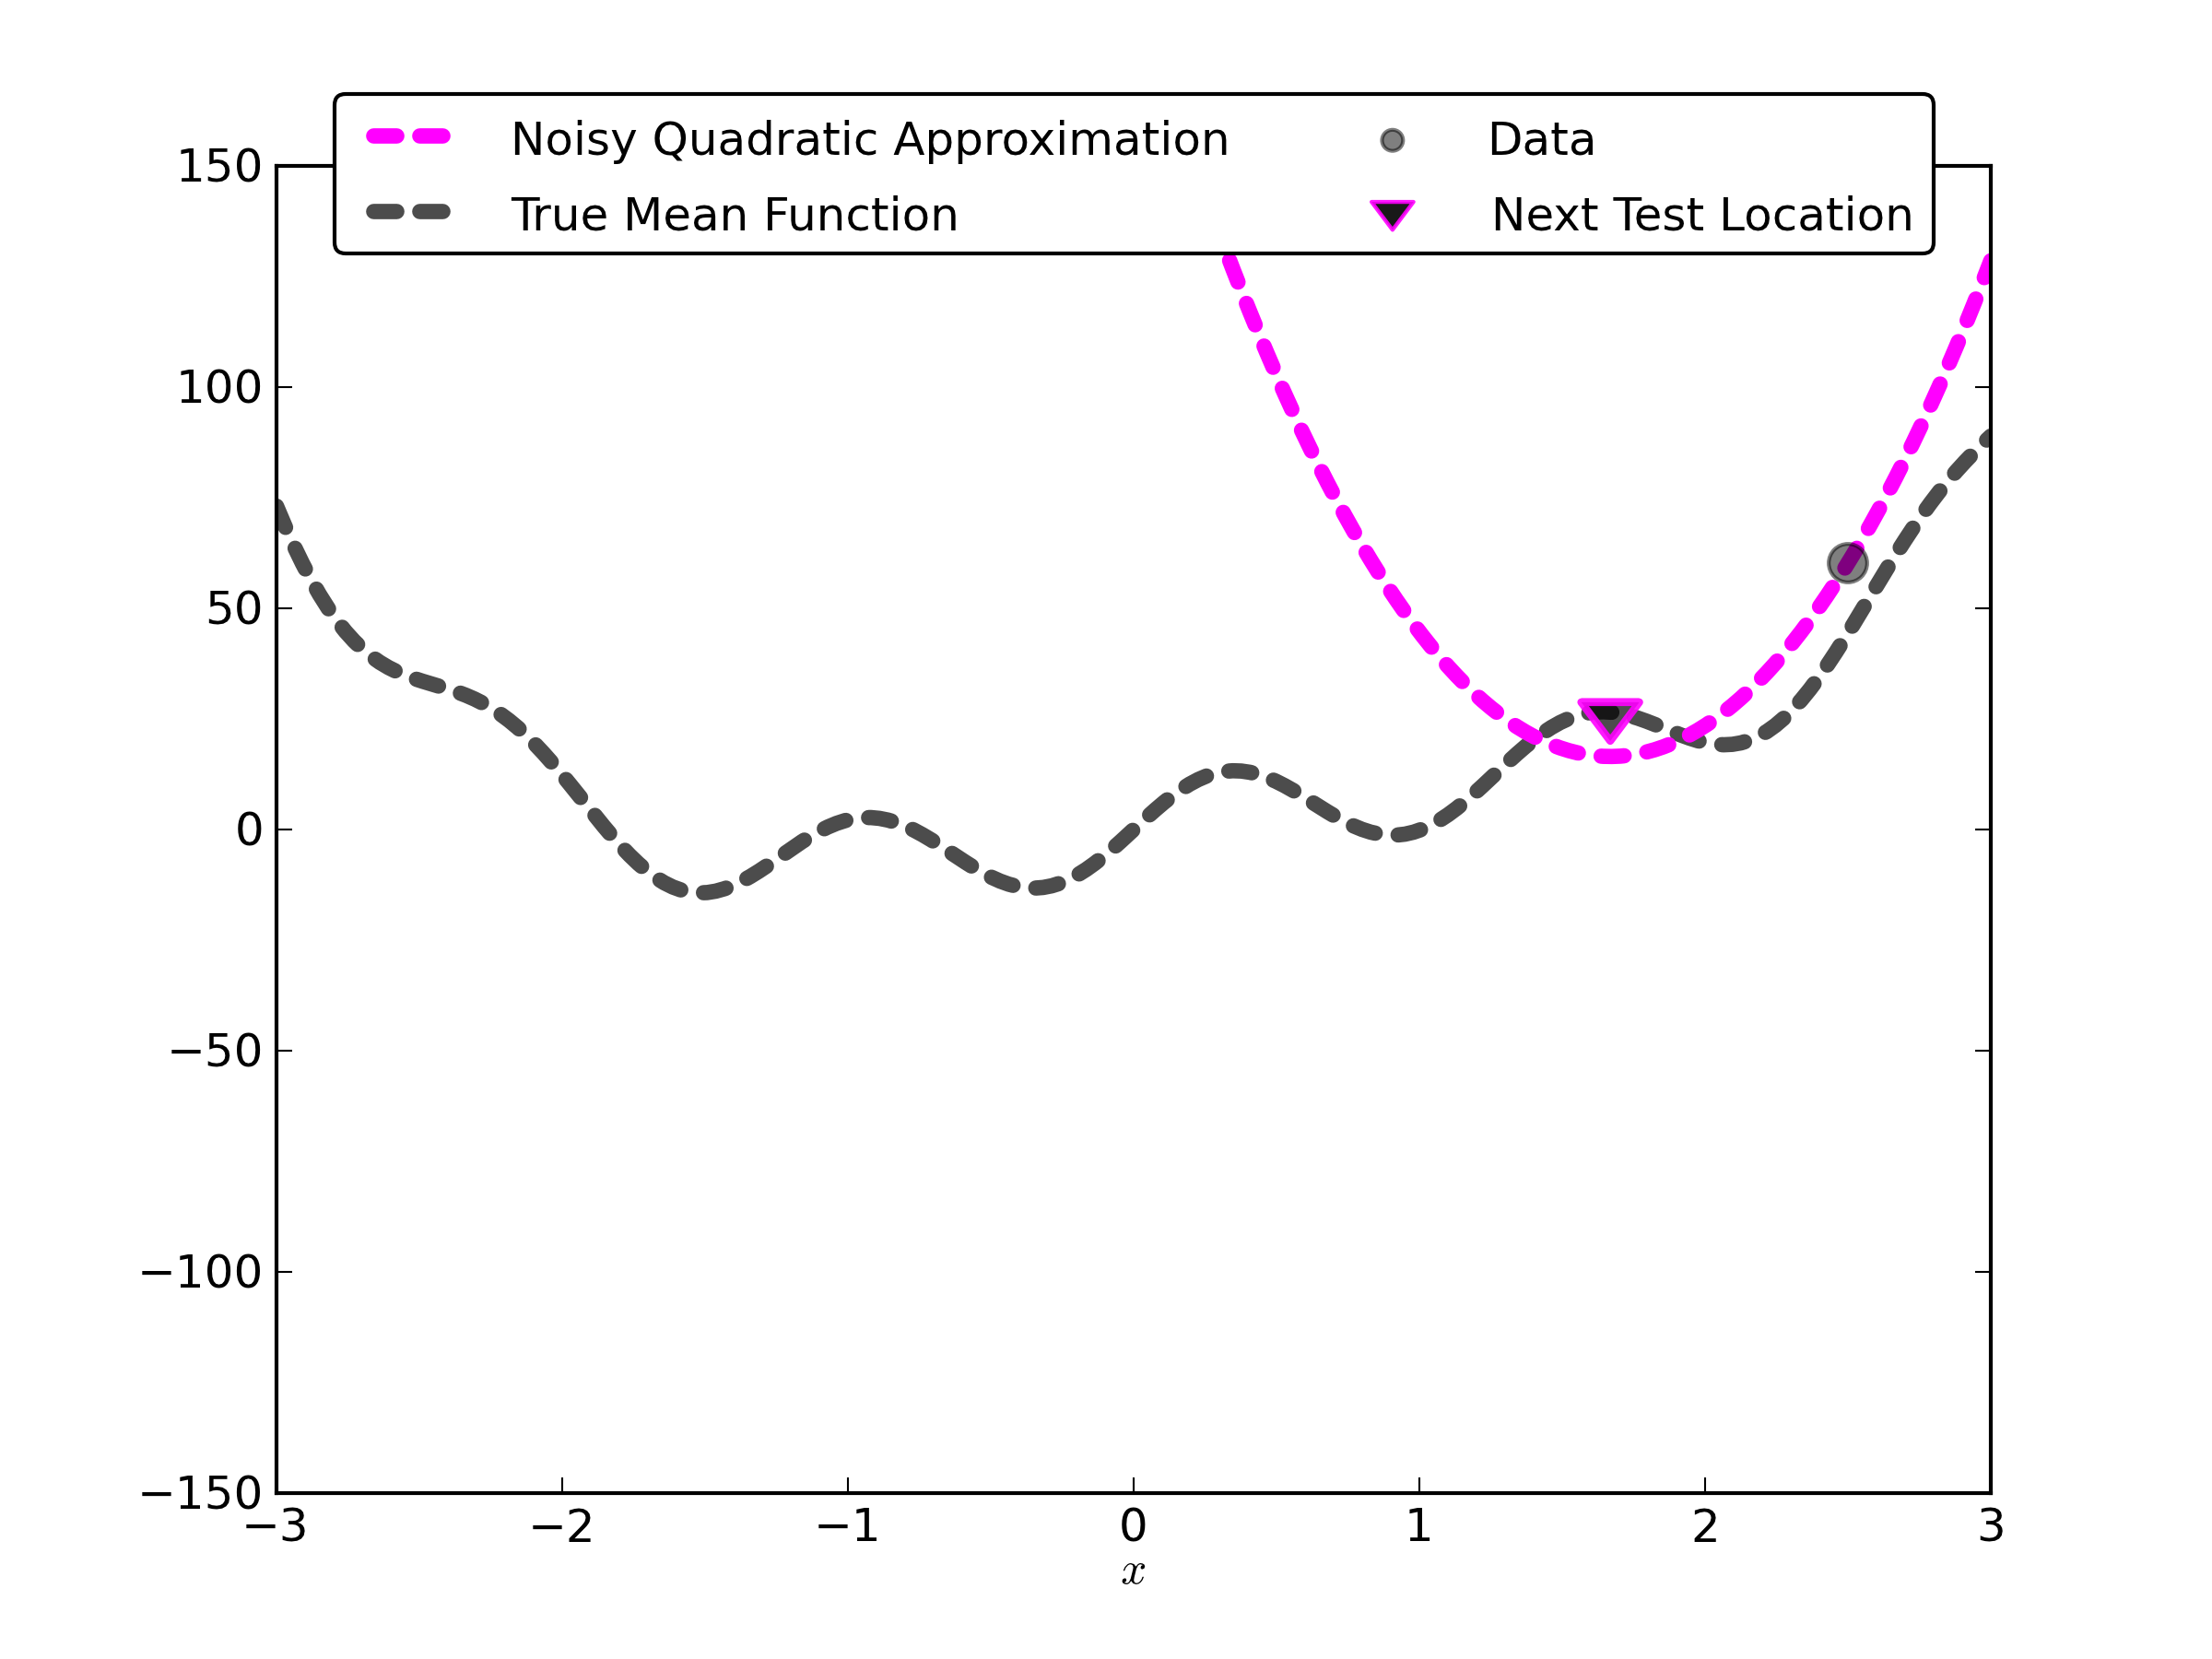 Noisy Quadratic Approximation
True Mean Function
Data
Next Test Location
150
100
50
0
−50
−100
−150
−3 −2 −1 0 1 2 3
x